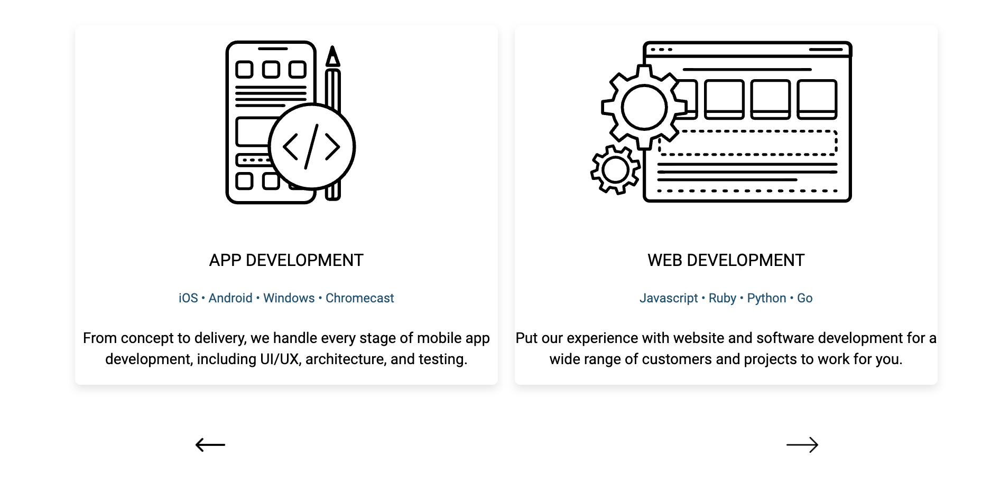 APP DEVELOPMENT
iOS • Android • Windows • Chromecast
From concept to delivery, we handle every stage of mobile app
development, including UI/UX, architecture, and testing.
WEB DEVELOPMENT
Javascript • Ruby • Python • Go
Put our experience with website and software development for a
wide range of customers and projects to work for you.